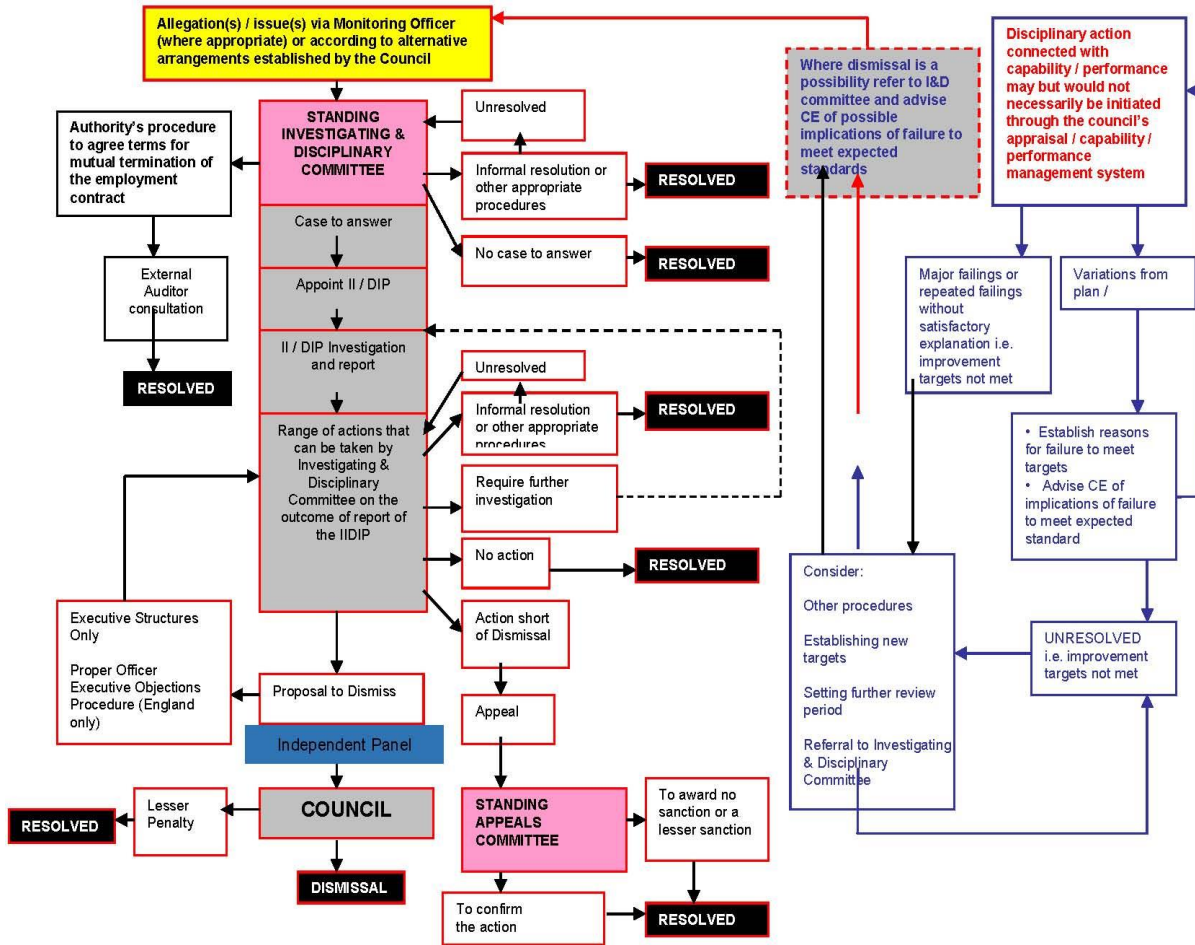 Allegation(s) / issue(s) via Monitoring Officer
(where appropriate) or according to alternative
arrangements established by the Council
STANDING
INVESTIGATING &
DISCIPLINARY
COMMITTEE
Authority's procedure
to agree terms for
mutual termination of
the employment
contract
External
Auditor
consultation
RESOLVED
Unresolved
Informal resolution or
other appropriate
procedures
RESOLVED
No case to answer
RESOLVED
Case to answer
Appoint II / DIP
II / DIP Investigation
and report
Range of actions that
can be taken by
Investigating &
Disciplinary
Committee on the
outcome of report of
the IIDIP
Unresolved
Informal resolution
or other appropriate
procedures
RESOLVED
Require further
investigation
No action
RESOLVED
Action short
of Dismissal
Appeal
Executive Structures
Only
Proper Officer
Executive Objections
Procedure (England
only)
Proposal to Dismiss
Independent Panel
COUNCIL
Lesser
Penalty
RESOLVED
DISMISSAL
STANDING
APPEALS
COMMITTEE
To award no
sanction or a
lesser sanction
To confirm
the action
RESOLVED
Where dismissal is a
possibility refer to I&D
committee and advise
CE of possible
implications of failure to
meet expected
standards
Disciplinary action
connected with
capability / performance
may but would not
necessarily be initiated
through the council's
appraisal / capability /
performance
management system
Major failings or
repeated failings
without
satisfactory
explanation i.e.
improvement
targets not met
Variations from
plan /
• Establish reasons
for failure to meet
targets
• Advise CE of
implications of failure
to meet expected
standard
UNRESOLVED
i.e. improvement
targets not met
Consider:
Other procedures
Establishing new
targets
Setting further review
period
Referral to Investigating
& Disciplinary
Committee